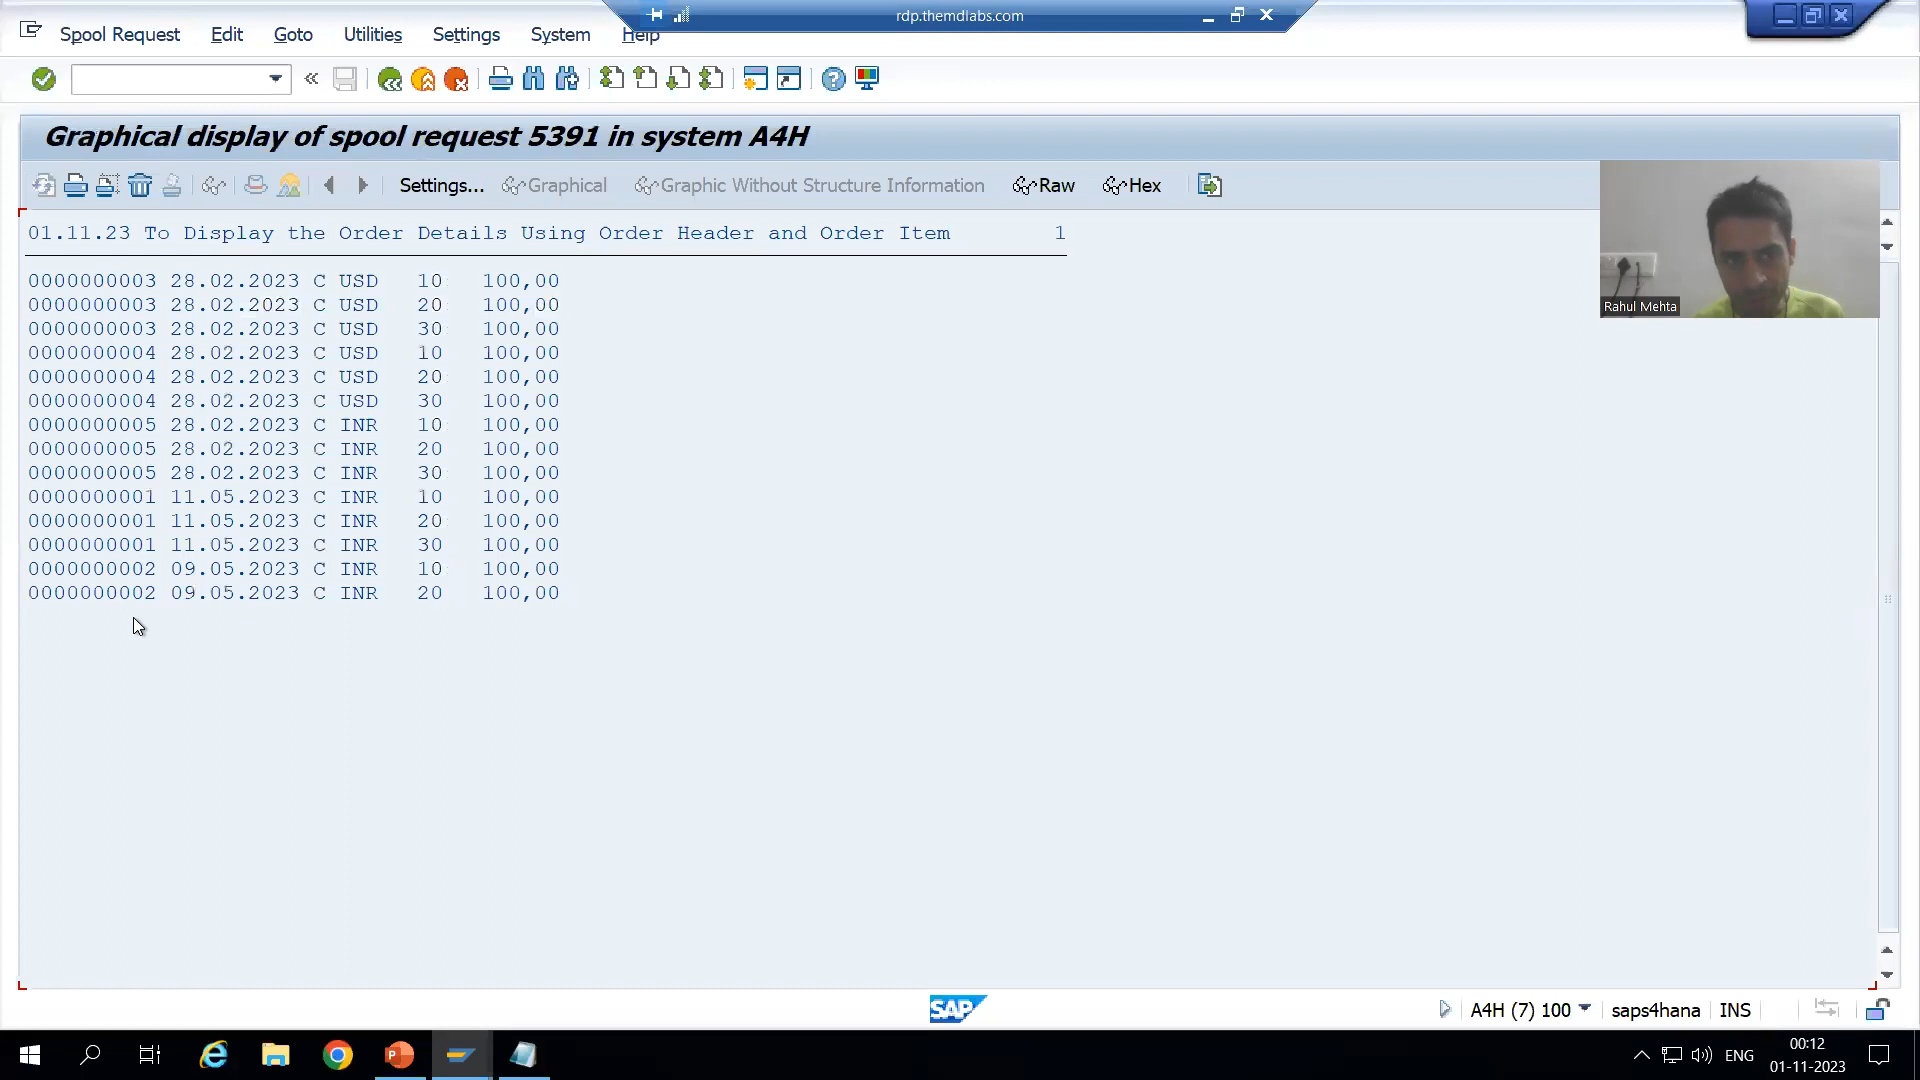 rdp.themdlabs.com
Spool Request Edit Goto Utilities Settings System Help
Graphical display of spool request 5391 in system A4H
Settings... Graphical Graphic Without Structure Information Raw Hex
01.11.23 To Display the Order Details Using Order Header and Order Item 1
0000000003 28.02.2023 C USD 10 100,00
0000000003 28.02.2023 C USD 20 100,00
0000000003 28.02.2023 C USD 30 100,00
0000000004 28.02.2023 C USD 10 100,00
0000000004 28.02.2023 C USD 20 100,00
0000000004 28.02.2023 C USD 30 100,00
0000000005 28.02.2023 C INR 10 100,00
0000000005 28.02.2023 C INR 20 100,00
0000000005 28.02.2023 C INR 30 100,00
0000000001 11.05.2023 C INR 10 100,00
0000000001 11.05.2023 C INR 20 100,00
0000000001 11.05.2023 C INR 30 100,00
0000000002 09.05.2023 C INR 10 100,00
0000000002 09.05.2023 C INR 20 100,00
Rahul Mehta
SAP
A4H (7) 100 saps4hana INS
ENG
00:12
01-11-2023